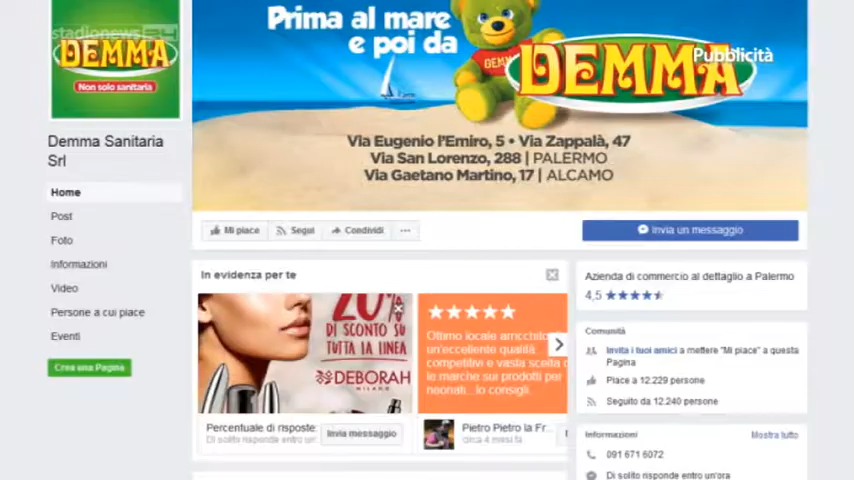 stadionews24
DEMMA
Non solo sanitaria
Demma Sanitaria
Srl
Home
Post
Foto
Informazioni
Video
Persone a cui piace
Eventi
Crea una Pagina
Prima al mare
e poi da
DEMMA
Pubblicità
Via Eugenio l'Emiro, 5 • Via Zappalà, 47
Via San Lorenzo, 288 | PALERMO
Via Gaetano Martino, 17 | ALCAMO
Mi piace
Segui
Condividi
...
Invia un messaggio
In evidenza per te
20%
DI SCONTO SU
TUTTA LA LINEA
DEBORAH
MILANO
Percentuale di risposte:
Di solito risponde entro un'
Invia messaggio
Ottimo locale arricchito
un'eccellente qualità
competitivi e vasta scelta
le marche sui prodotti per
neonati...lo consigli.
Pietro Pietro la Fr...
circa 4 mesi fa
Azienda di commercio al dettaglio a Palermo
4,5
Comunità
Invita i tuoi amici a mettere "Mi piace" a questa
Pagina
Piace a 12.229 persone
Seguito da 12.240 persone
Informazioni
Mostra tutto
091 671 6072
Di solito risponde entro un'ora